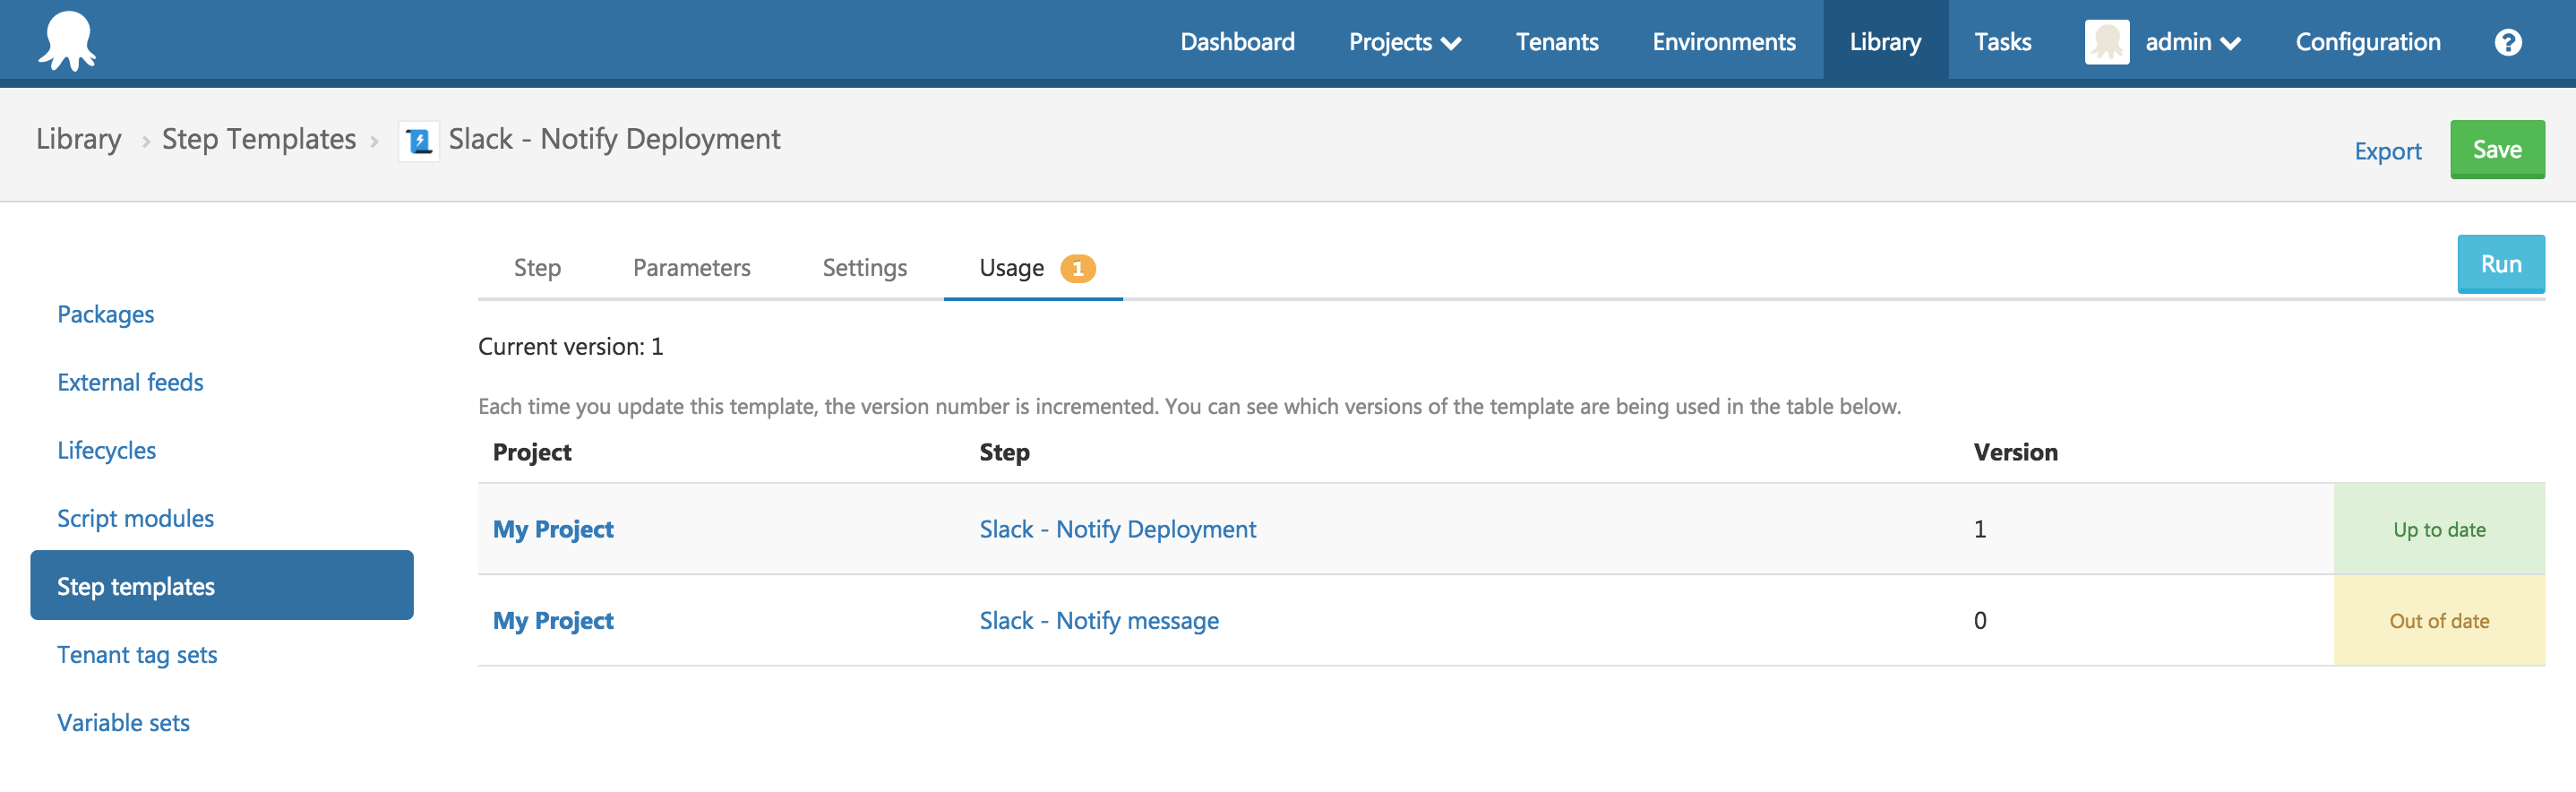 Dashboard Projects Tenants Environments Library Tasks admin Configuration ?
Library › Step Templates › Slack - Notify Deployment
Export Save
Step Parameters Settings Usage 1 Run
Packages
External feeds
Lifecycles
Script modules
Step templates
Tenant tag sets
Variable sets
Current version: 1
Each time you update this template, the version number is incremented. You can see which versions of the template are being used in the table below.
Project Step Version
My Project Slack - Notify Deployment 1 Up to date
My Project Slack - Notify message 0 Out of date